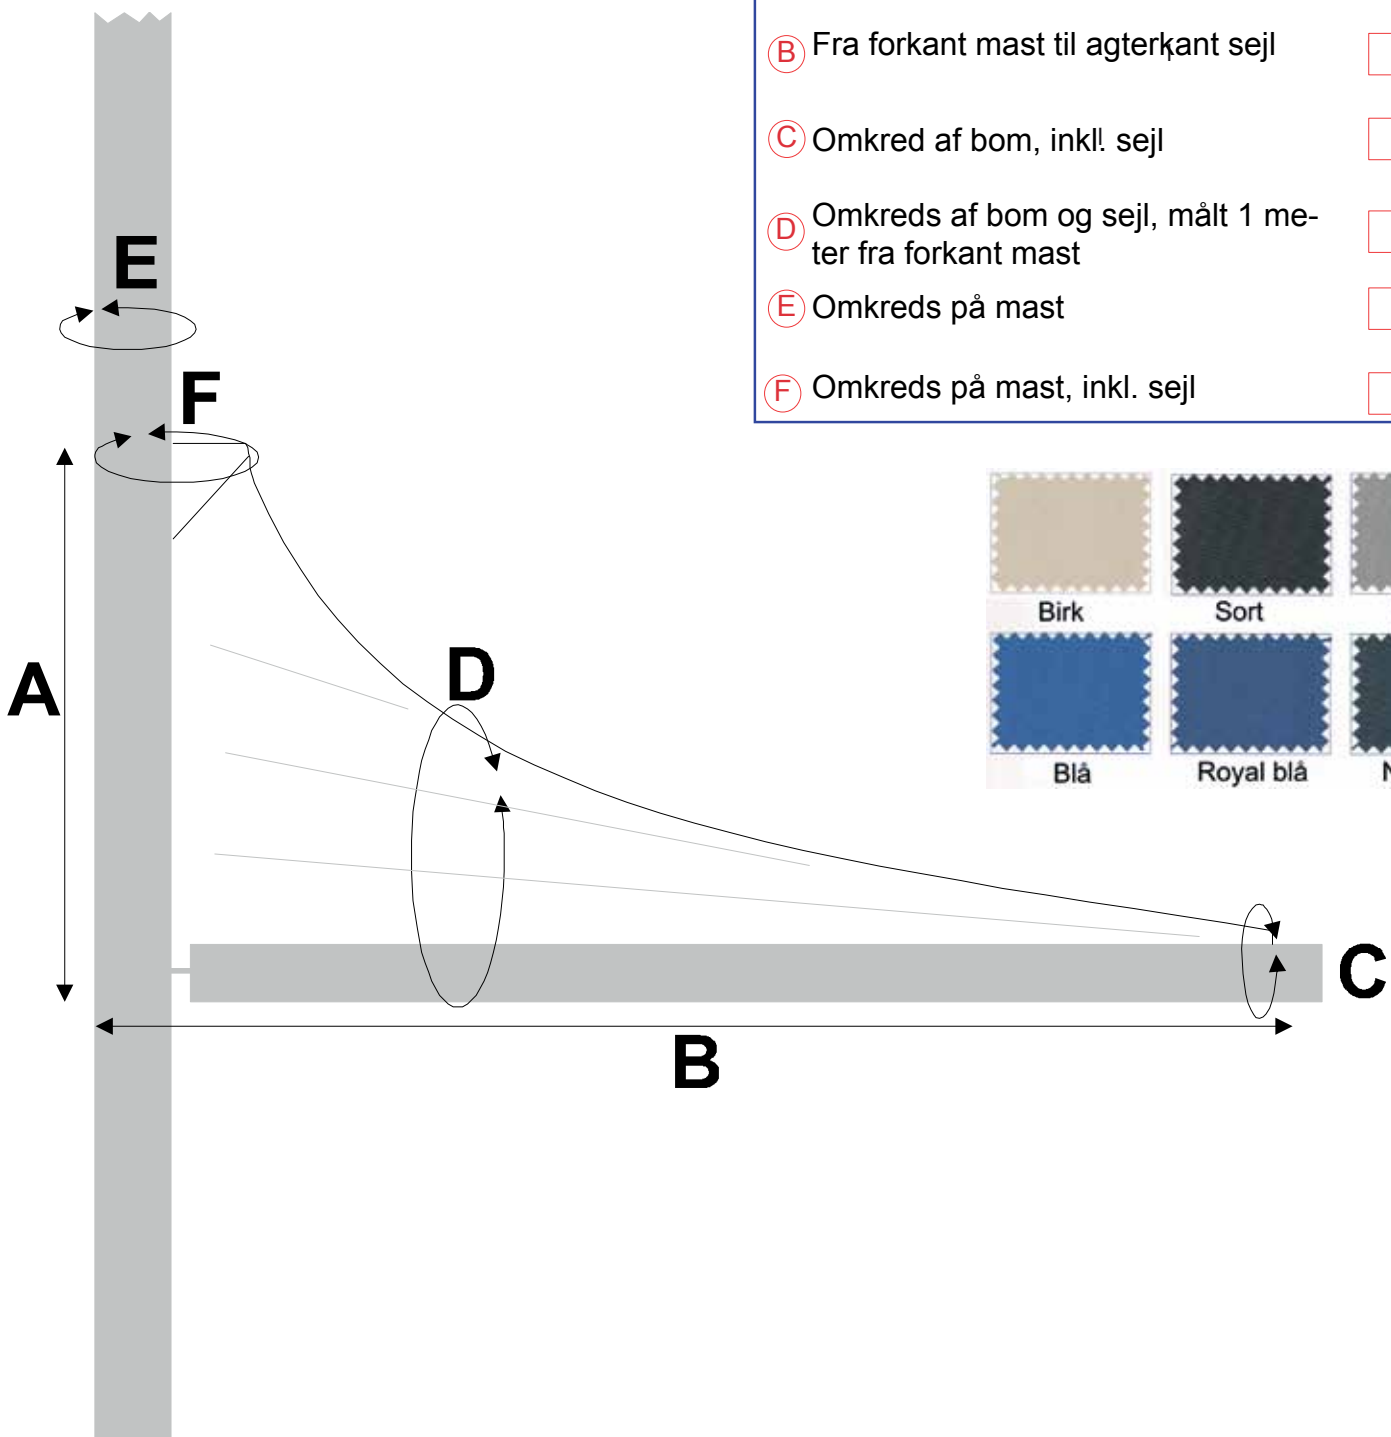 B Fra forkant mast til agterkant sejl
C Omkred af bom, inkl. sejl
D Omkreds af bom og sejl, målt 1 me-
ter fra forkant mast
E Omkreds på mast
F Omkreds på mast, inkl. sejl
E
F
A
D
C
B
Birk
Sort
Blå
Royal blå